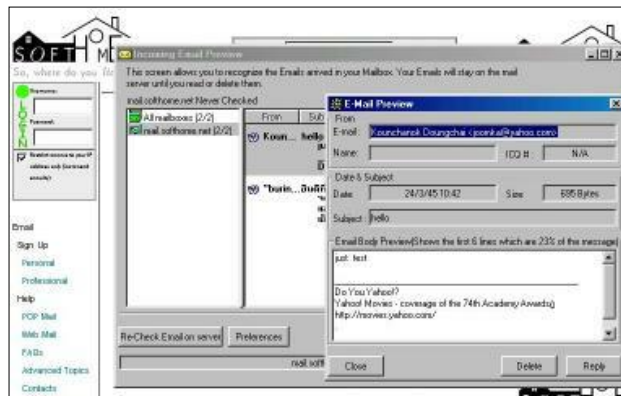 SOFTHOME
So, where do you
Username:
Password:
LOGIN
Restrict session to your IP
address only (increased
security)
Email
Sign Up
Personal
Professional
Help
POP Mail
Web Mail
FAQs
Advanced Topics
Contacts
Incoming Email Preview
This screen allows you to recognize the Emails arrived in your Mailbox. Your Emails will stay on the mail
server until you read or delete them.
mail.softhome.net Never Checked
All mailboxes [2/2]
mail.softhome.net [2/2]
From Sub
Koun... hello
"burin...
Re-Check Email on server
Preferences
E-Mail Preview
From
E-mail: Kounchanok Doungchai <joomkai@yahoo.com>
Name: ICQ #: N/A
Date & Subject
Date: 24/3/45 10:42 Size 695 Bytes
Subject: hello
Email Body Preview(Shows the first 6 lines which are 23% of the message)
just test
Do You Yahoo!?
Yahoo! Movies - coverage of the 74th Academy Awards®
http://movies.yahoo.com/
Close
Delete
Reply